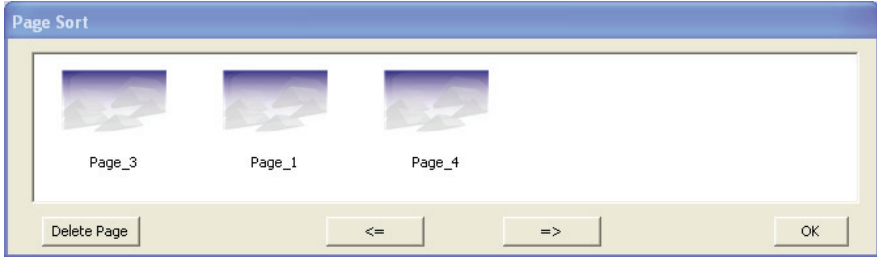 Page Sort
Page_3 Page_1 Page_4
Delete Page <= => OK